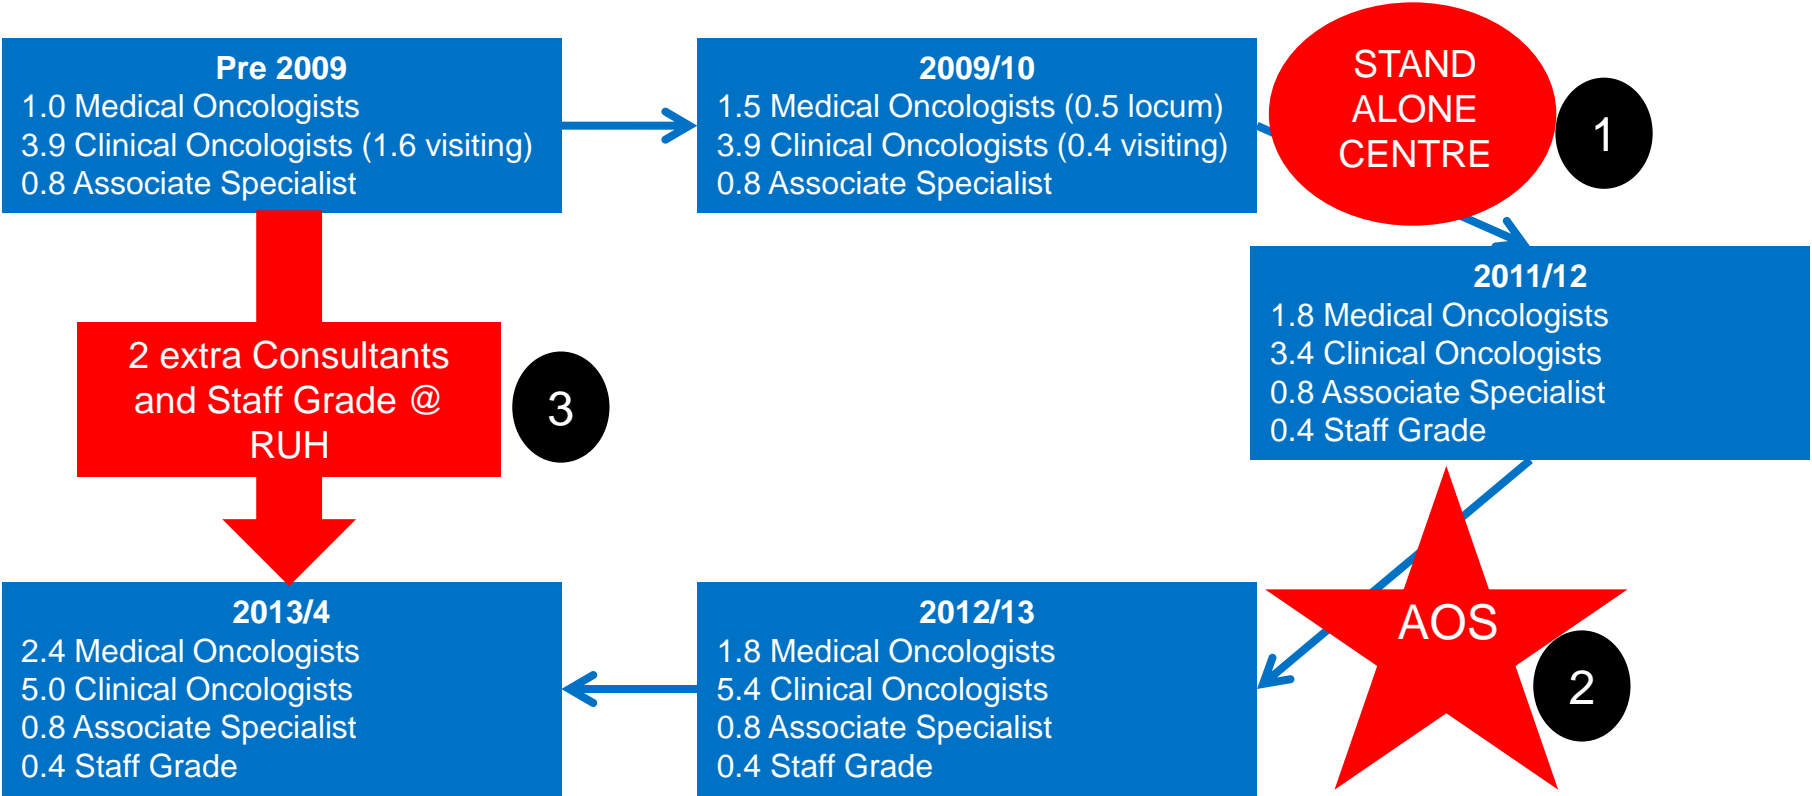 Pre 2009
1.0 Medical Oncologists
3.9 Clinical Oncologists (1.6 visiting)
0.8 Associate Specialist
2009/10
1.5 Medical Oncologists (0.5 locum)
3.9 Clinical Oncologists (0.4 visiting)
0.8 Associate Specialist
STAND
ALONE
CENTRE
1
2011/12
1.8 Medical Oncologists
3.4 Clinical Oncologists
0.8 Associate Specialist
0.4 Staff Grade
2 extra Consultants
and Staff Grade @
RUH
3
AOS
2
2012/13
1.8 Medical Oncologists
5.4 Clinical Oncologists
0.8 Associate Specialist
0.4 Staff Grade
2013/4
2.4 Medical Oncologists
5.0 Clinical Oncologists
0.8 Associate Specialist
0.4 Staff Grade